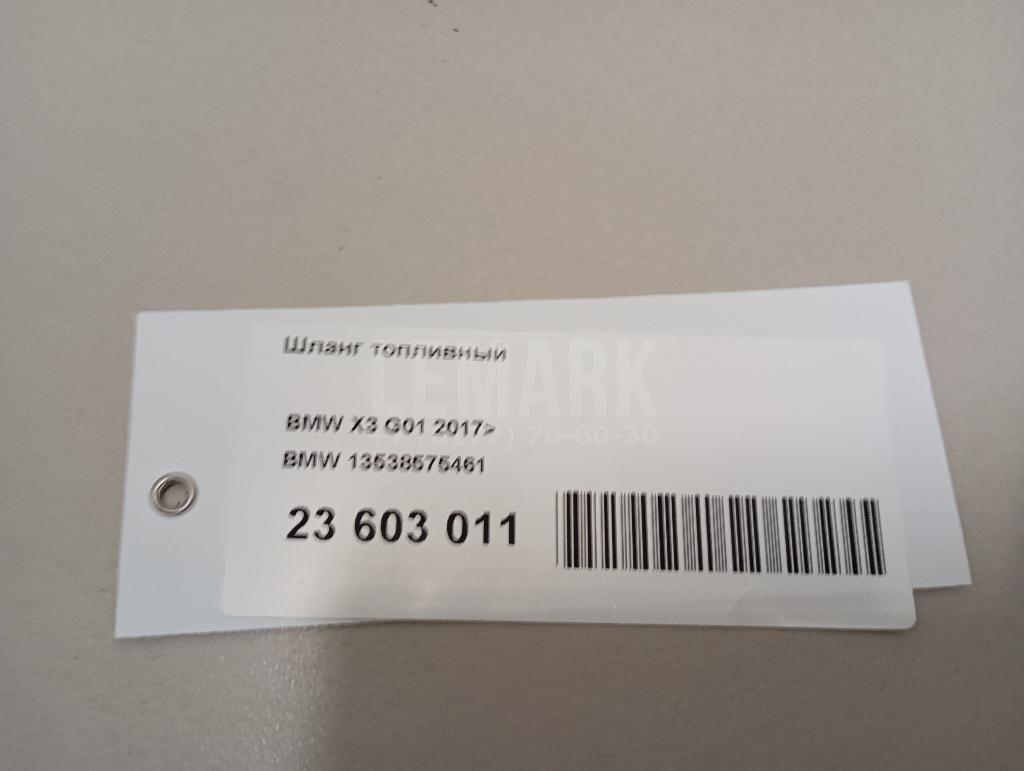 Шланг топливный
LEMARK
BMW X3 G01 2017>
70-60-30
BMW 13538575461
23 603 011